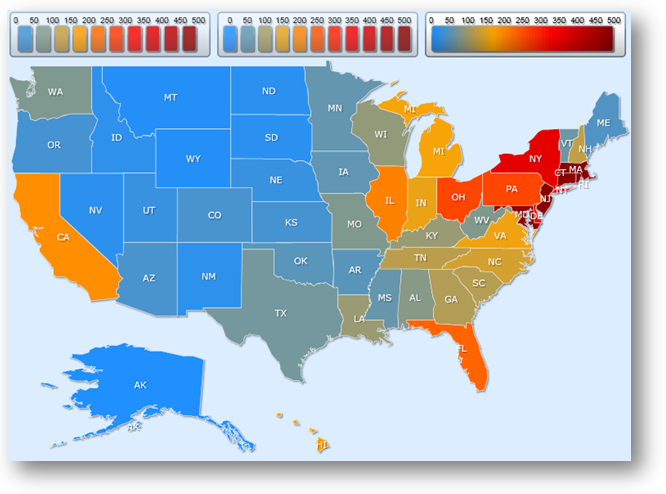 0 50 100 150 200 250 300 350 400 450 500
0 50 100 150 200 250 300 350 400 450 500
0 50 100 150 200 250 300 350 400 450 500
WA
MT
ND
MN
MI
ME
OR
ID
SD
WI
VT
NH
WY
MI
NY
CT
MA
RI
IA
NE
PA
NV
UT
CO
IL
IN
OH
NJ
MD
DE
CA
KS
MO
WV
KY
VA
AZ
NM
OK
AR
TN
NC
SC
TX
LA
MS
AL
GA
FL
AK
AK
HI